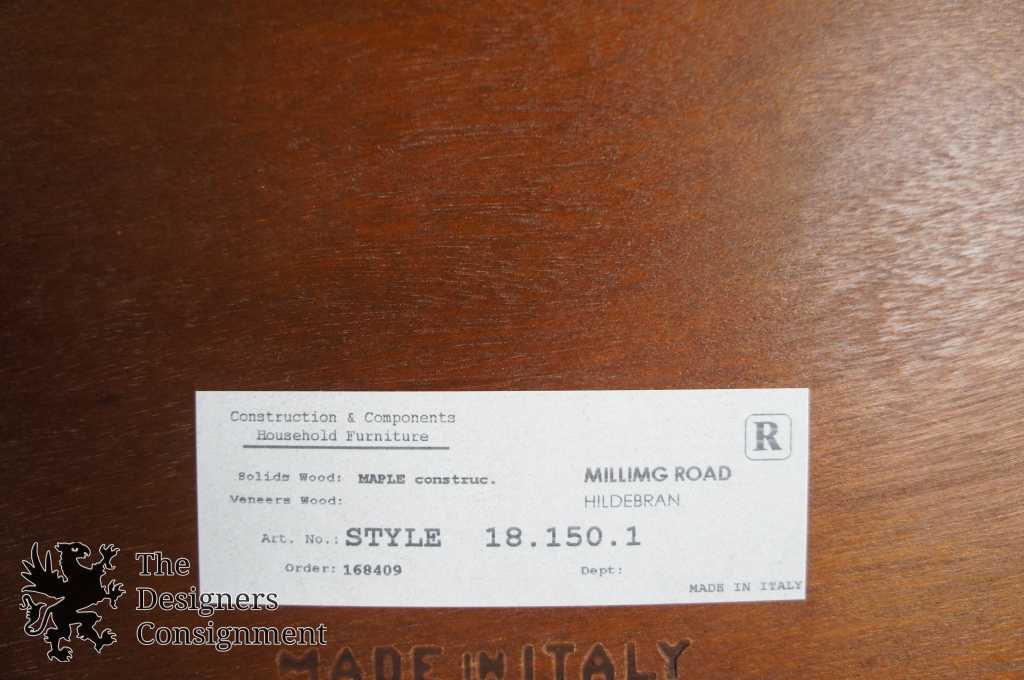 Construction & Components
Household Furniture
R
Solids Wood: MAPLE construc.
MILLIMG ROAD
Veneers Wood:
HILDEBRAN
Art. No.: STYLE 18.150.1
Order: 168409
Dept:
MADE IN ITALY
The
Designers
Consignment
MADE IN ITALY